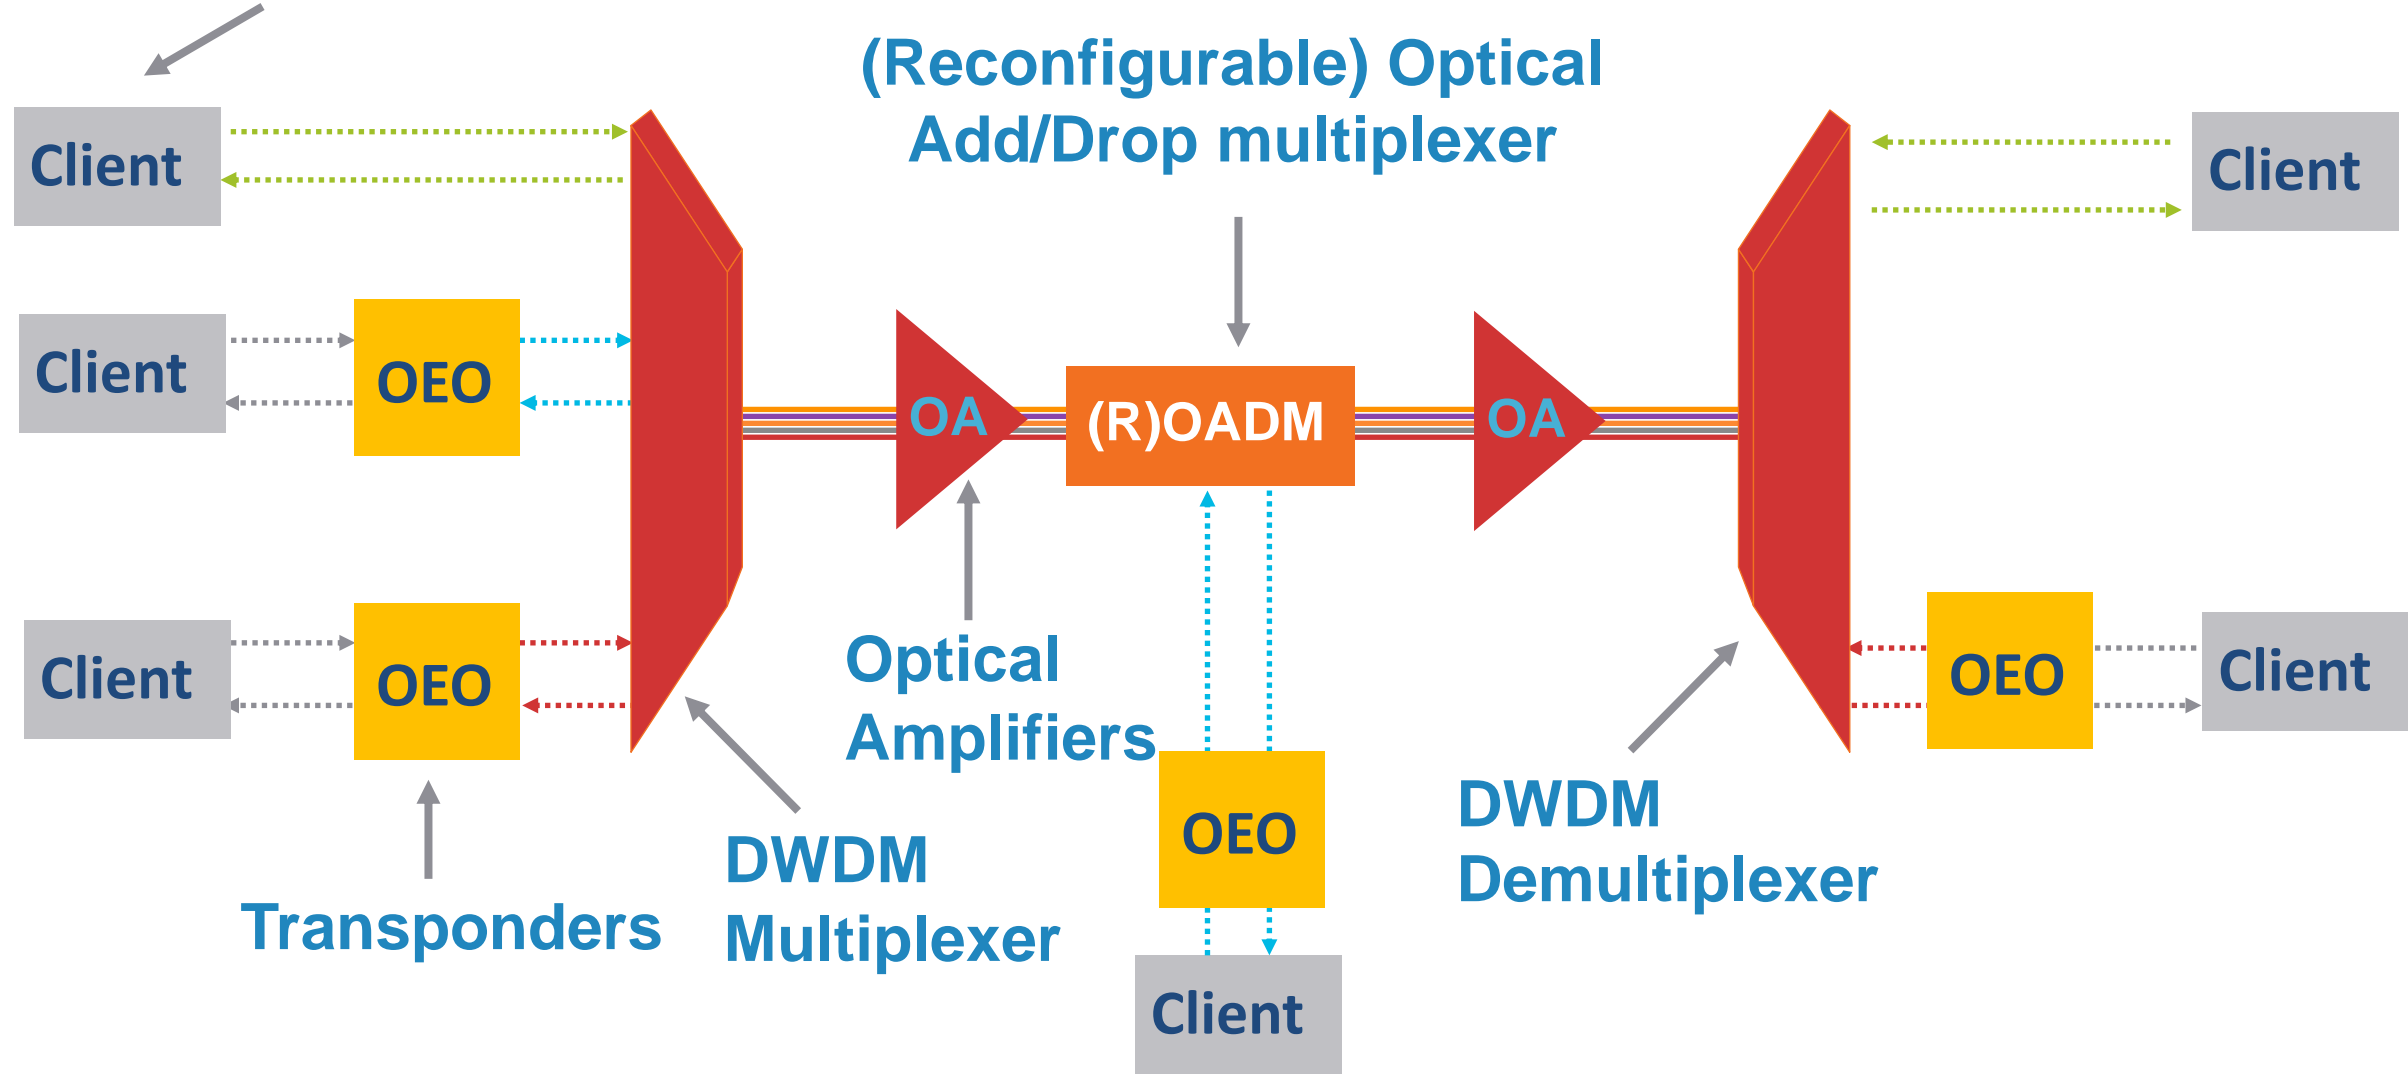 (Reconfigurable) Optical
Add/Drop multiplexer
Client
Client
Client
OEO
OA
(R)OADM
OA
Client
OEO
Optical
Amplifiers
OEO
Client
Transponders
DWDM
Multiplexer
OEO
DWDM
Demultiplexer
Client